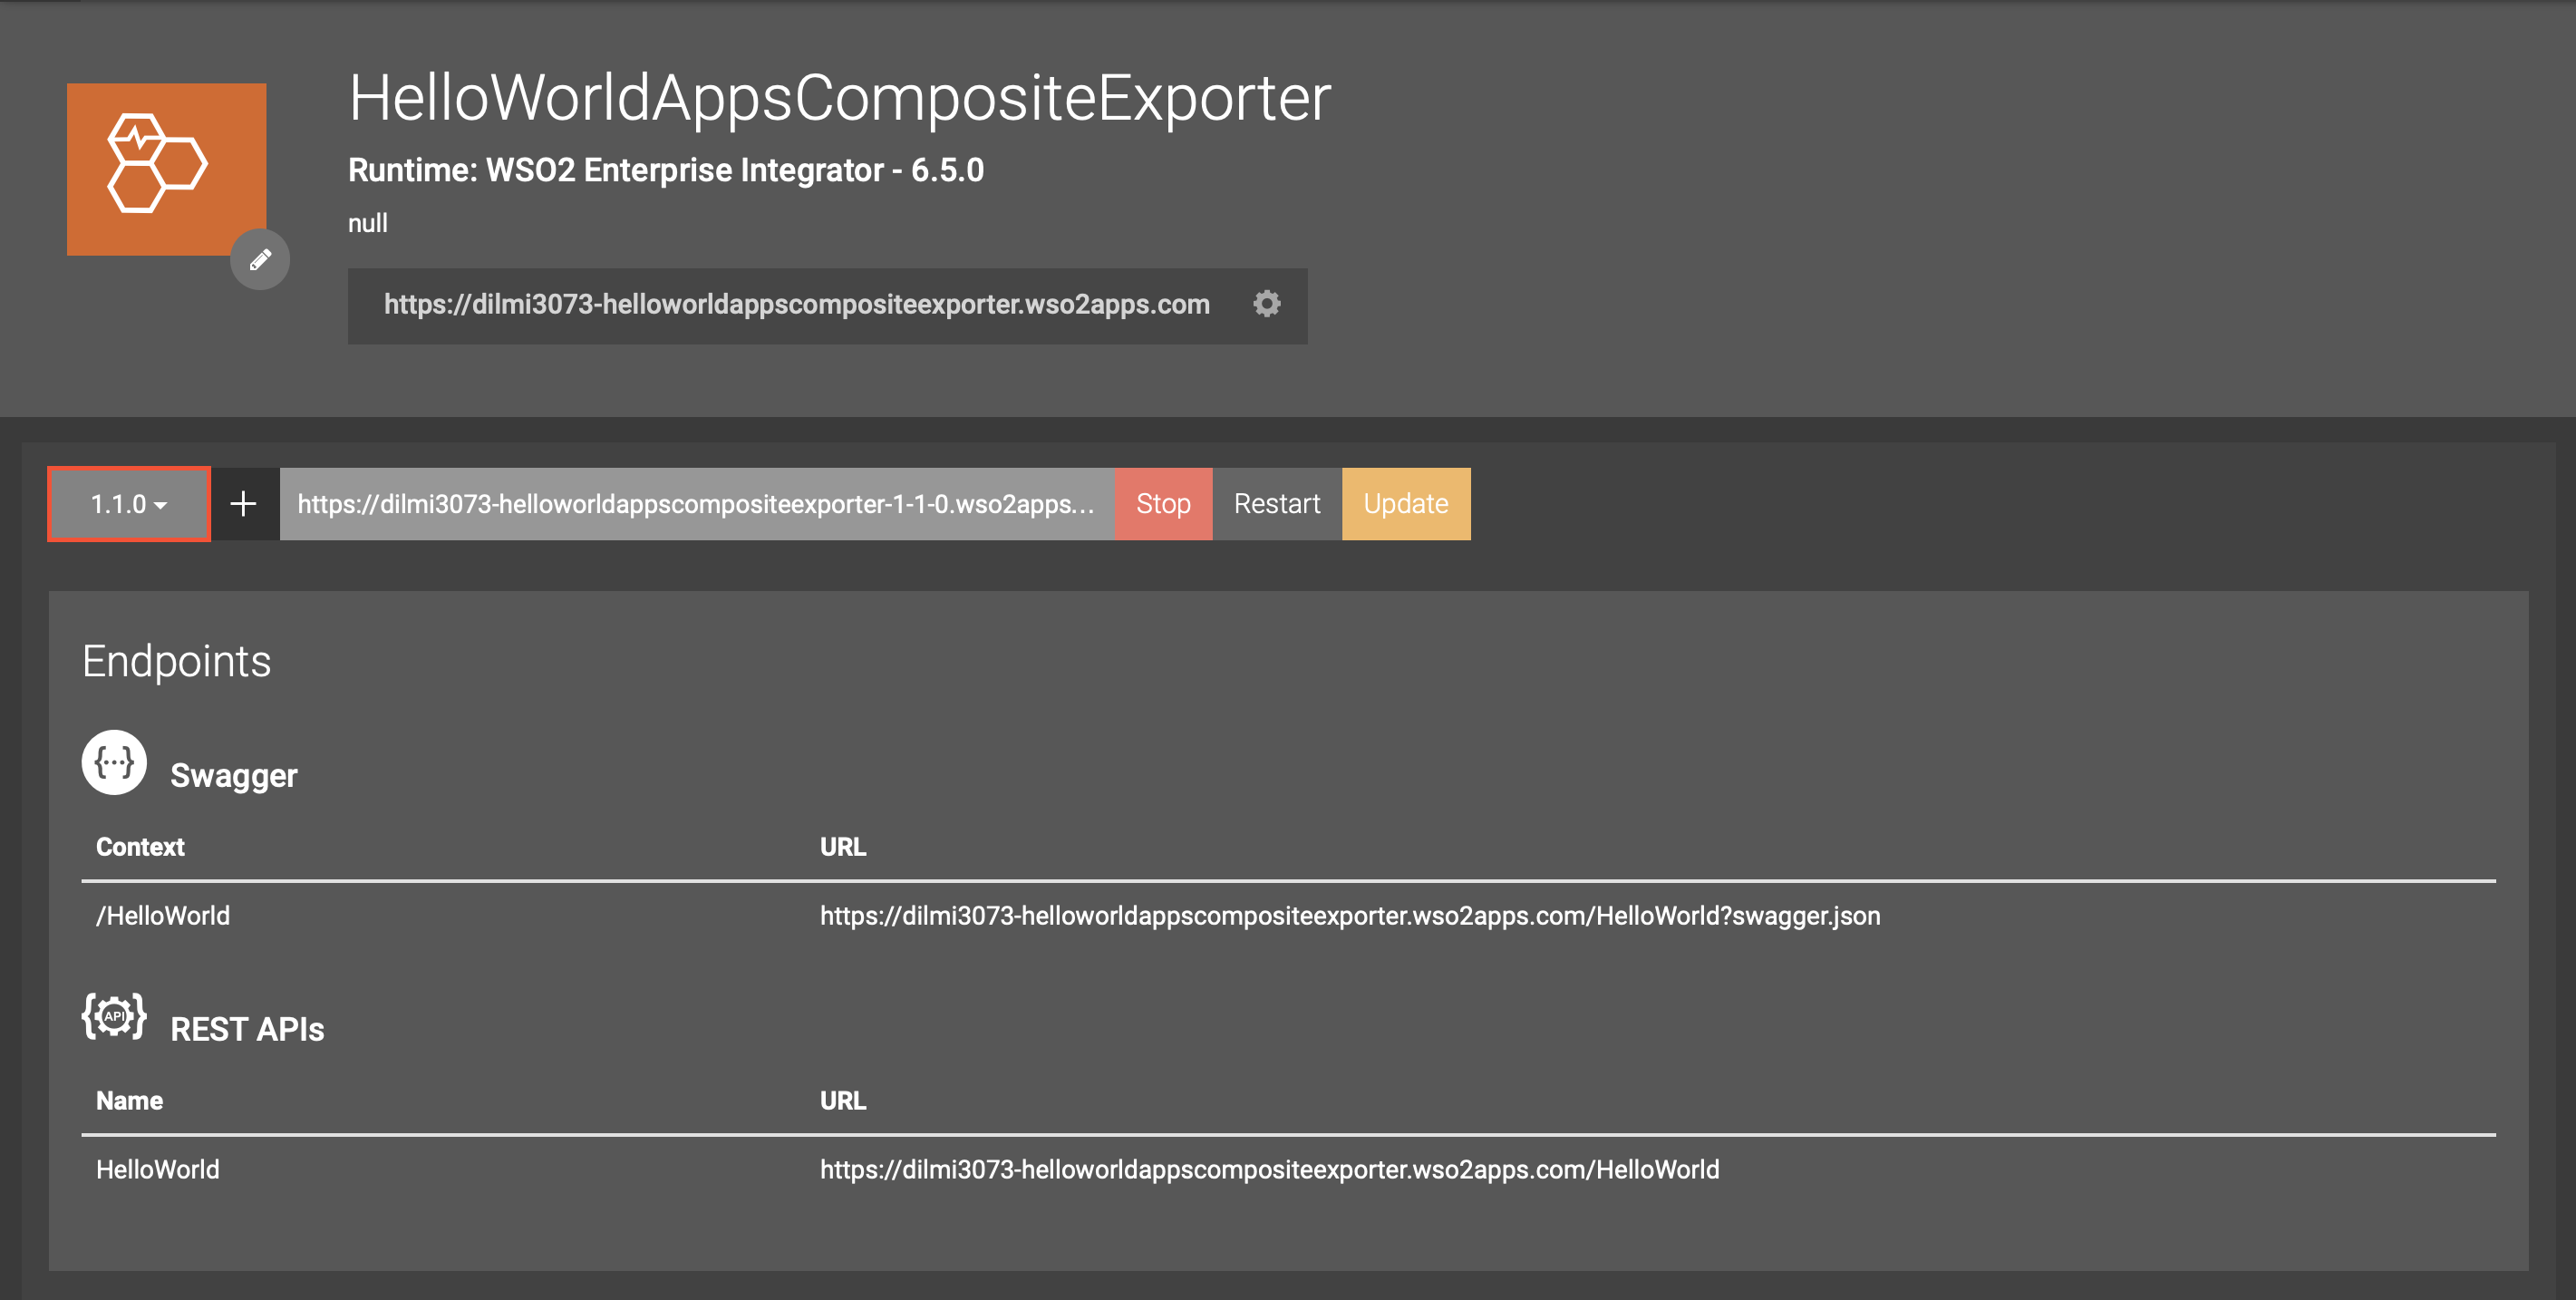 HelloWorldAppsCompositeExporter
Runtime: WSO2 Enterprise Integrator - 6.5.0
null
https://dilmi3073-helloworldappscompositeexporter.wso2apps.com
1.1.0 + https://dilmi3073-helloworldappscompositeexporter-1-1-0.wso2apps... Stop Restart Update
Endpoints
{...} Swagger
Context URL
/HelloWorld https://dilmi3073-helloworldappscompositeexporter.wso2apps.com/HelloWorld?swagger.json
{API} REST APIs
Name URL
HelloWorld https://dilmi3073-helloworldappscompositeexporter.wso2apps.com/HelloWorld